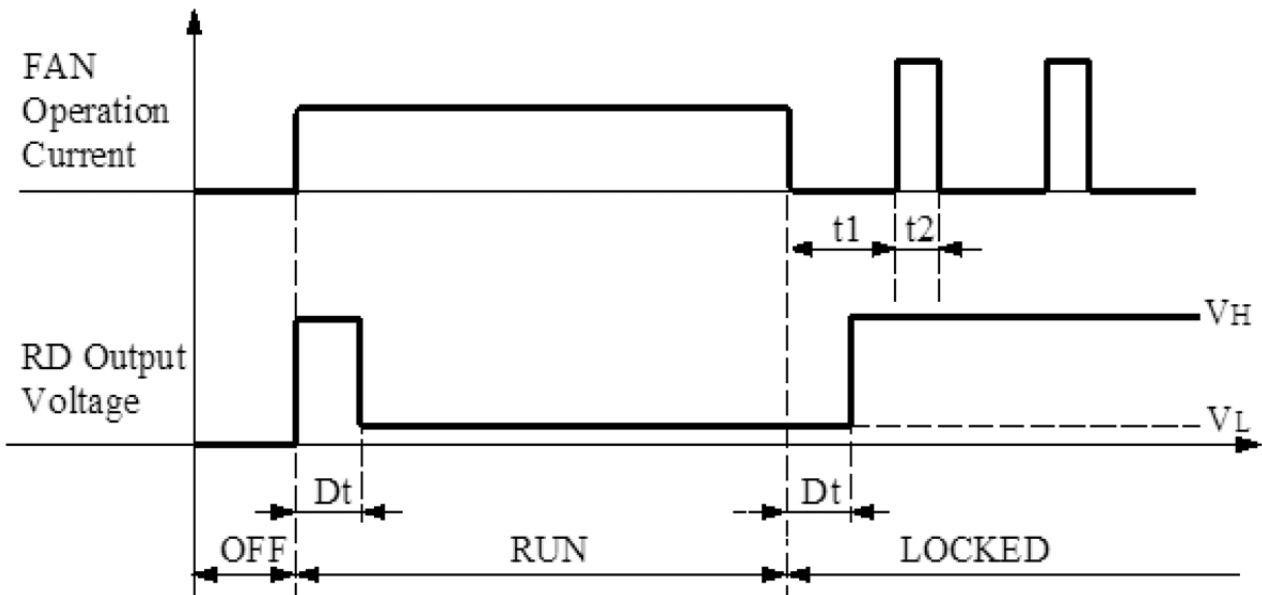 FAN
Operation
Current
t1
t2
VH
RD Output
Voltage
VL
Dt
Dt
OFF
RUN
LOCKED